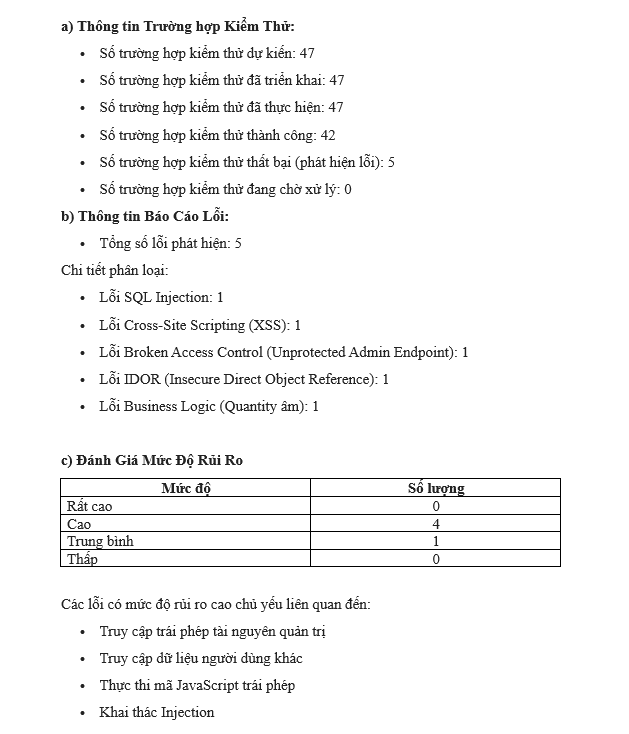 a) Thông tin Trường hợp Kiểm Thử:
• Số trường hợp kiểm thử dự kiến: 47
• Số trường hợp kiểm thử đã triển khai: 47
• Số trường hợp kiểm thử đã thực hiện: 47
• Số trường hợp kiểm thử thành công: 42
• Số trường hợp kiểm thử thất bại (phát hiện lỗi): 5
• Số trường hợp kiểm thử đang chờ xử lý: 0
b) Thông tin Báo Cáo Lỗi:
• Tổng số lỗi phát hiện: 5
Chi tiết phân loại:
• Lỗi SQL Injection: 1
• Lỗi Cross-Site Scripting (XSS): 1
• Lỗi Broken Access Control (Unprotected Admin Endpoint): 1
• Lỗi IDOR (Insecure Direct Object Reference): 1
• Lỗi Business Logic (Quantity âm): 1
c) Đánh Giá Mức Độ Rủi Ro
Mức độ Số lượng
Rất cao 0
Cao 4
Trung bình 1
Thấp 0
Các lỗi có mức độ rủi ro cao chủ yếu liên quan đến:
• Truy cập trái phép tài nguyên quản trị
• Truy cập dữ liệu người dùng khác
• Thực thi mã JavaScript trái phép
• Khai thác Injection